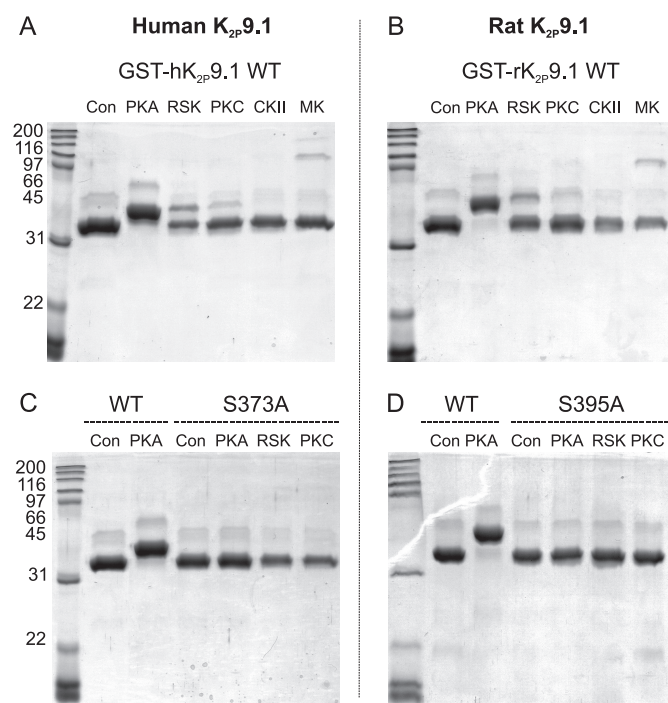 A Human K₂ₚ9.1
GST-hK₂ₚ9.1 WT
Con PKA RSK PKC CKII MK
200
116
97
66
45
31
22
B Rat K₂ₚ9.1
GST-rK₂ₚ9.1 WT
Con PKA RSK PKC CKII MK
C WT S373A
Con PKA Con PKA RSK PKC
200
116
97
66
45
31
22
D WT S395A
Con PKA Con PKA RSK PKC